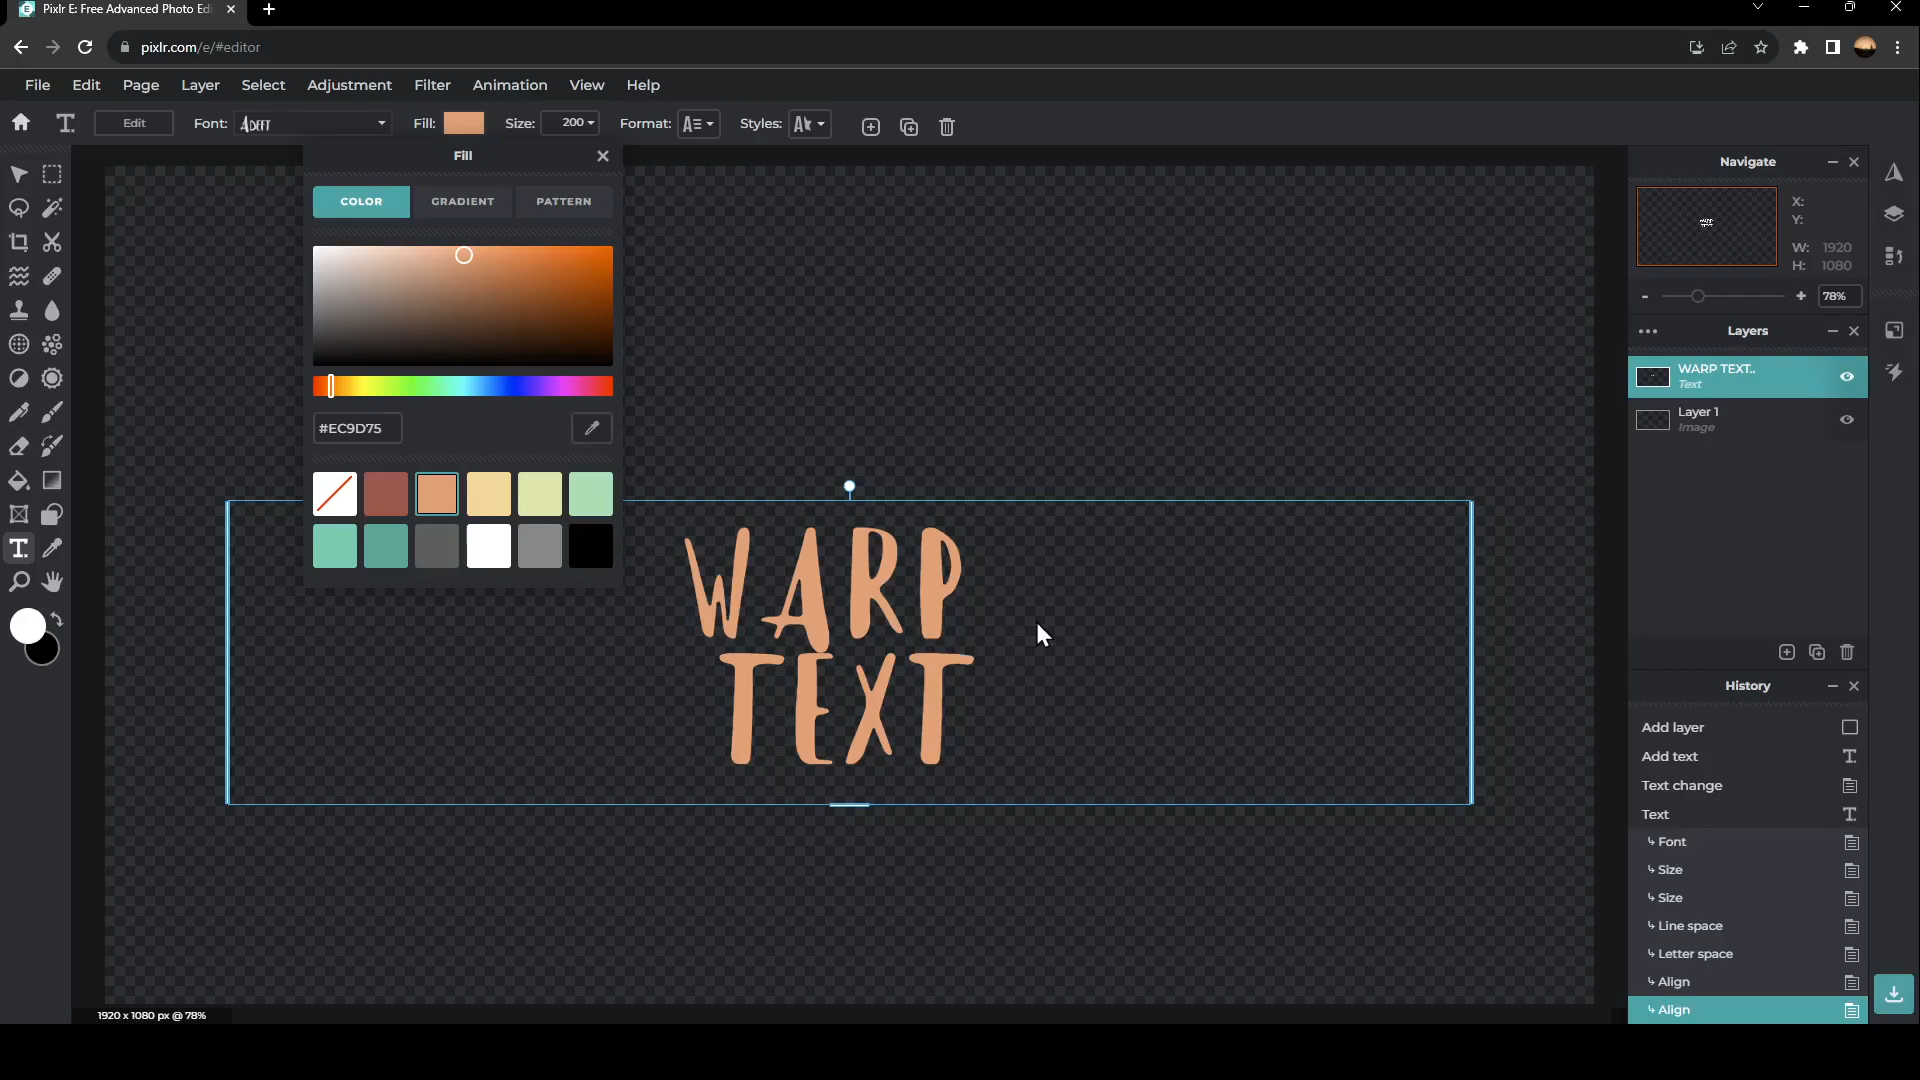 Pixlr E: Free Advanced Photo Edi
pixlr.com/e/#editor
File Edit Page Layer Select Adjustment Filter Animation View Help
Edit Font: Fill: Size: 200 Format: Styles:
Fill
COLOR GRADIENT PATTERN
#EC9D75
WARP
TEXT
Navigate
X:
Y:
W: 1920
H: 1080
78%
Layers
WARP TEXT..
Text
Layer 1
Image
History
Add layer
Add text
Text change
Text
Font
Size
Size
Line space
Letter space
Align
Align
1920 x 1080 px @ 78%